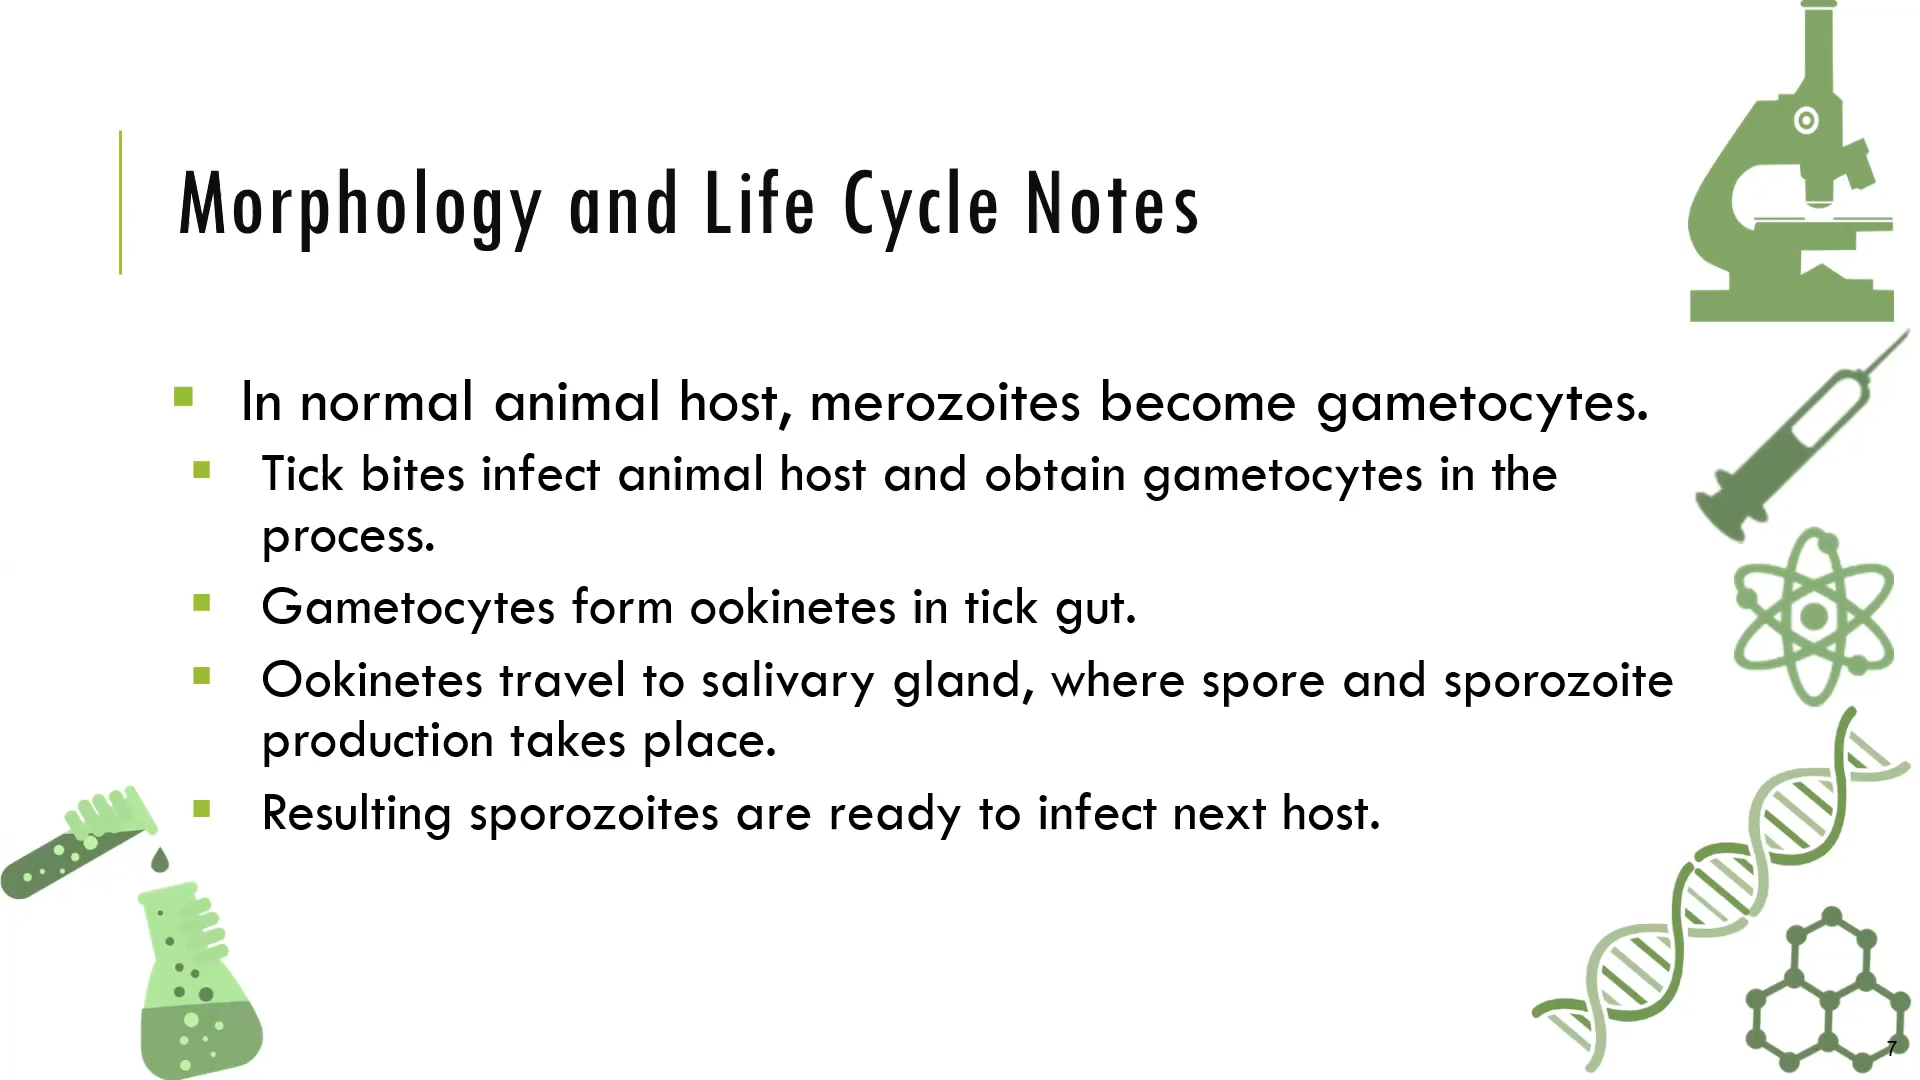 Morphology and Life Cycle Notes
In normal animal host, merozoites become gametocytes.
Tick bites infect animal host and obtain gametocytes in the
process.
Gametocytes form ookinetes in tick gut.
Ookinetes travel to salivary gland, where spore and sporozoite
production takes place.
Resulting sporozoites are ready to infect next host.
7